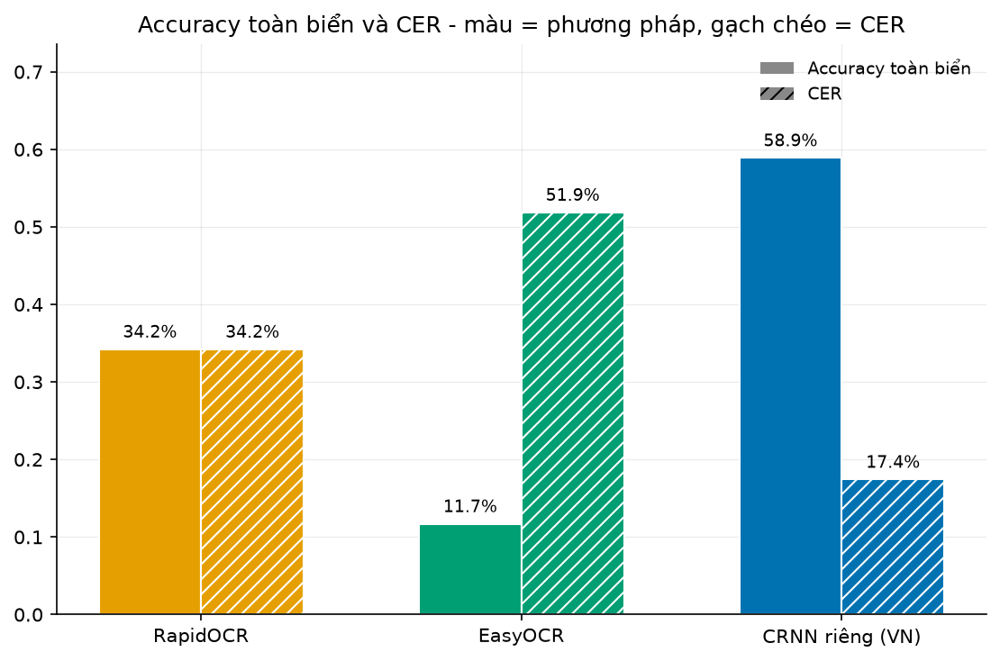 Accuracy toàn biển và CER - màu = phương pháp, gạch chéo = CER
Accuracy toàn biển
CER
0.7
0.6
0.5
0.4
0.3
0.2
0.1
0.0
34.2%
34.2%
11.7%
51.9%
58.9%
17.4%
RapidOCR
EasyOCR
CRNN riêng (VN)